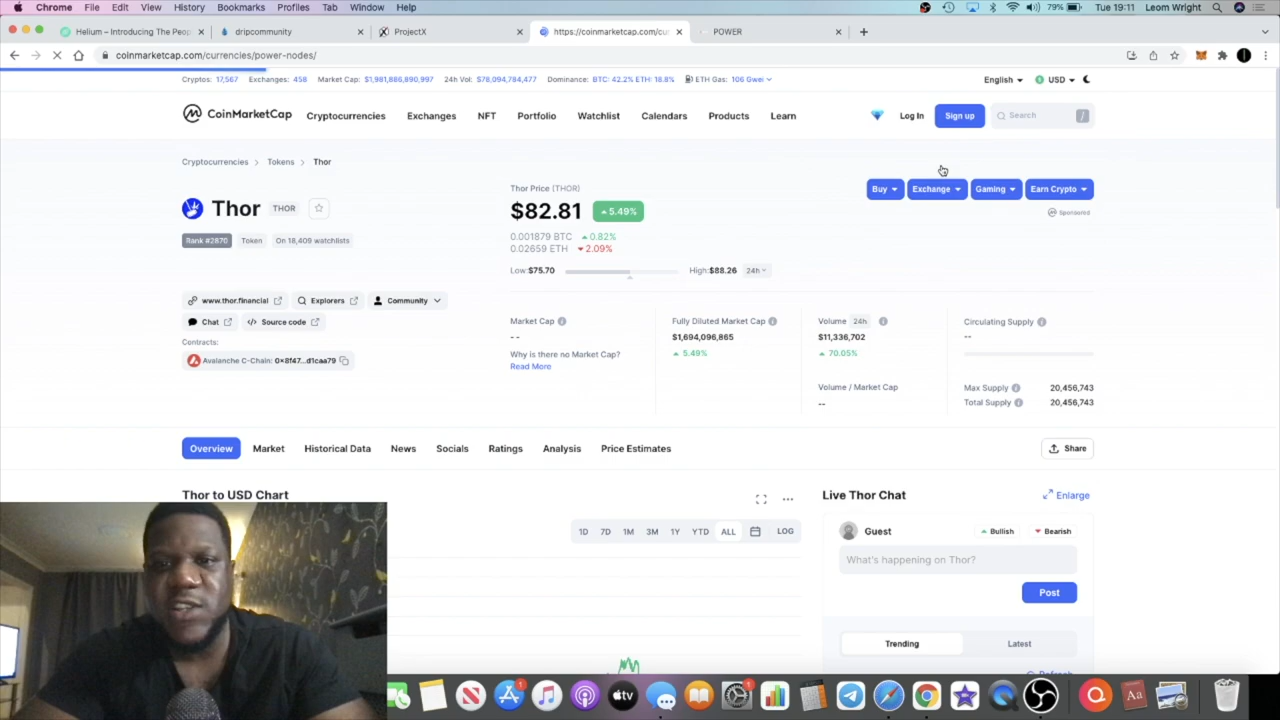 Chrome File Edit View History Bookmarks Profiles Tab Window Help 79% Tue 19:11 Leom Wright
Helium – Introducing The Peop dripcommunity ProjectX https://coinmarketcap.com/cur POWER
coinmarketcap.com/currencies/power-nodes/
Cryptos: 17,567 Exchanges: 458 Market Cap: $1,981,886,890,997 24h Vol: $78,094,784,477 Dominance: BTC: 42.2% ETH: 18.8% ETH Gas: 106 Gwei English USD
CoinMarketCap Cryptocurrencies Exchanges NFT Portfolio Watchlist Calendars Products Learn Log In Sign up Search /
Cryptocurrencies > Tokens > Thor
Buy Exchange Gaming Earn Crypto
Sponsored
Thor THOR
Rank #2870 Token On 18,409 watchlists
www.thor.financial Explorers Community
Chat Source code
Contracts:
Avalanche C-Chain: 0x8f47...d1caa79
Thor Price (THOR)
$82.81 5.49%
0.001879 BTC 0.82%
0.02659 ETH 2.09%
Low: $75.70 High: $88.26 24h
Market Cap
- -
Why is there no Market Cap?
Read More
Fully Diluted Market Cap
$1,694,096,865
5.49%
Volume 24h
$11,336,702
70.05%
Volume / Market Cap
--
Circulating Supply
--
Max Supply 20,456,743
Total Supply 20,456,743
Overview Market Historical Data News Socials Ratings Analysis Price Estimates Share
Thor to USD Chart
1D 7D 1M 3M 1Y YTD ALL LOG
Live Thor Chat Enlarge
Guest Bullish Bearish
What's happening on Thor?
Post
Trending Latest
tv